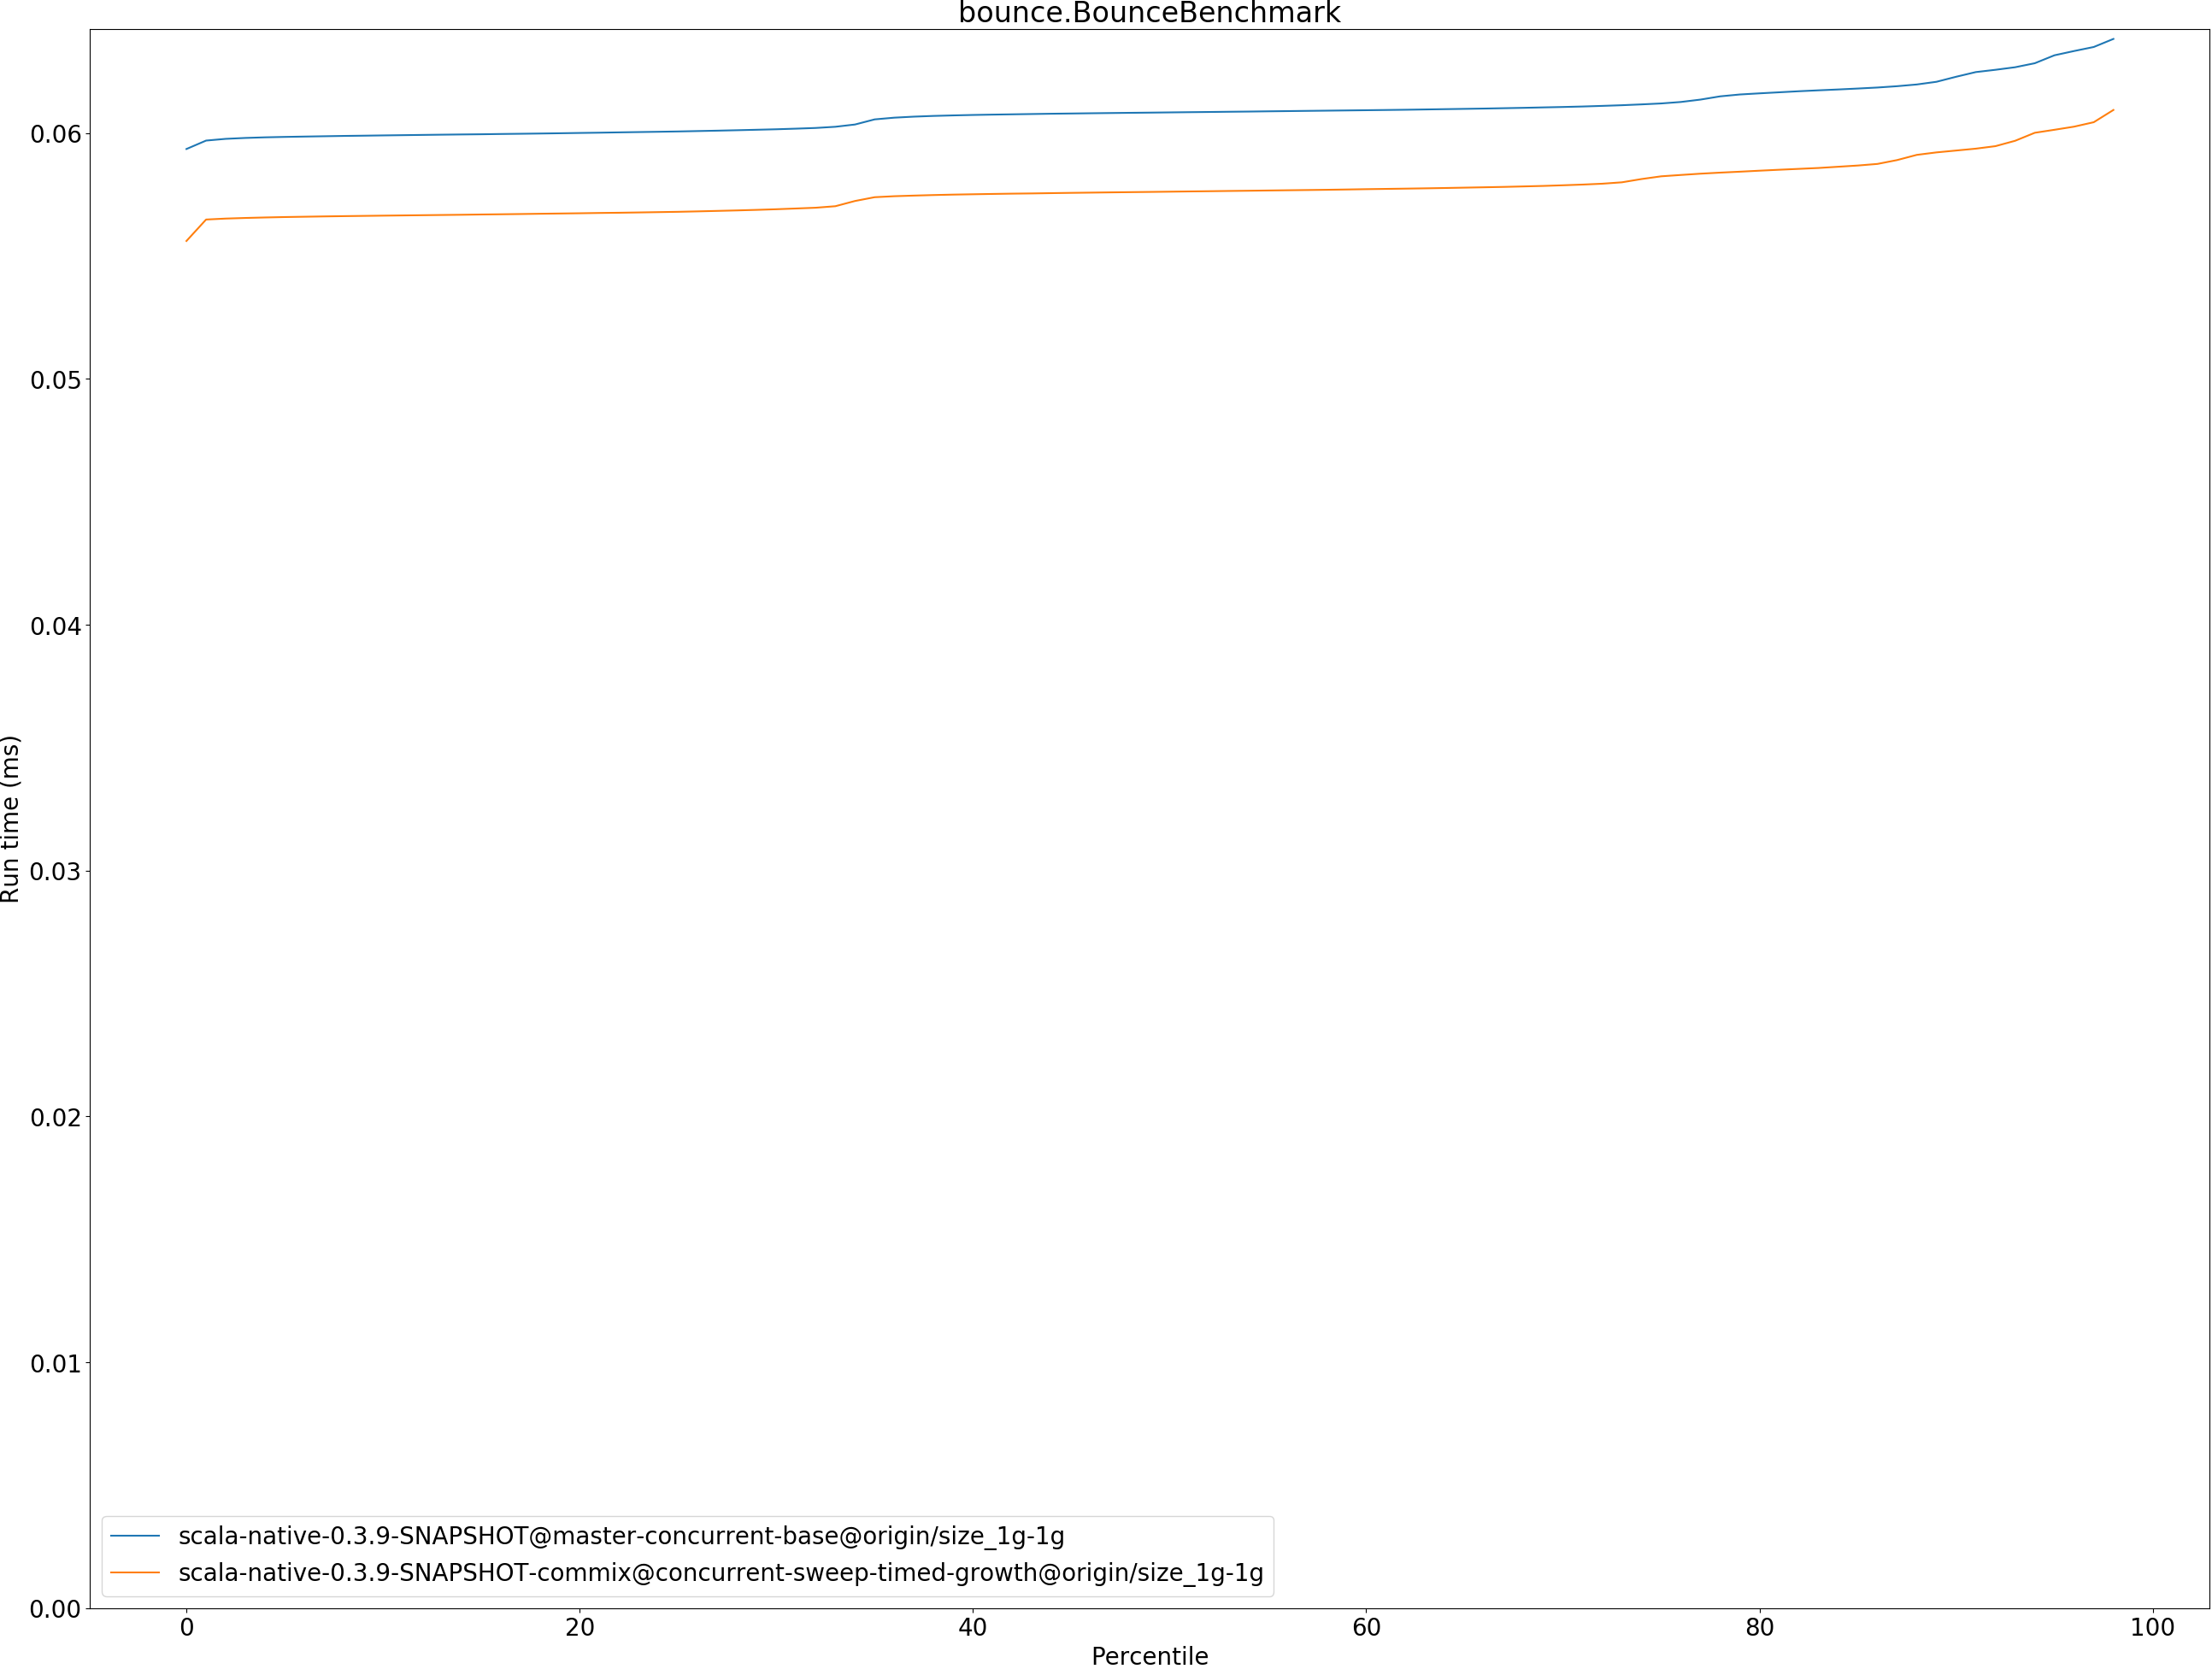 bounce.BounceBenchmark
Run time (ms)
0.06
0.05
0.04
0.03
0.02
0.01
0.00
scala-native-0.3.9-SNAPSHOT@master-concurrent-base@origin/size_1g-1g
scala-native-0.3.9-SNAPSHOT-commix@concurrent-sweep-timed-growth@origin/size_1g-1g
0 20 40 60 80 100
Percentile